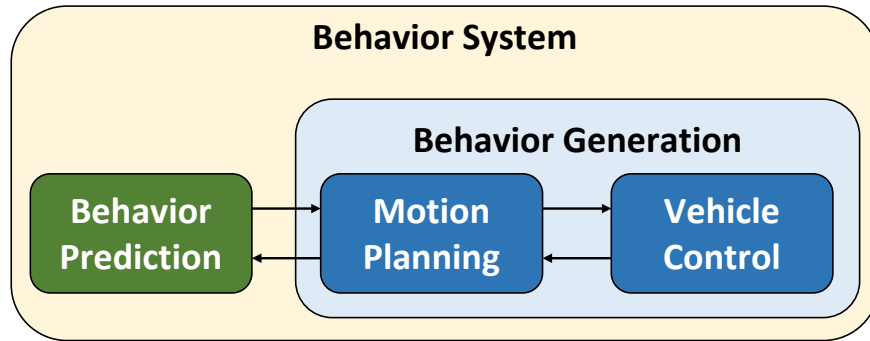 Behavior System
Behavior Generation
Behavior
Prediction
Motion
Planning
Vehicle
Control